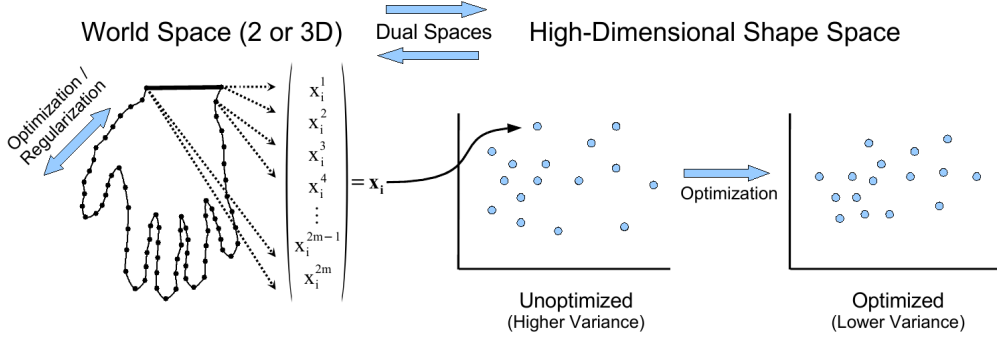 World Space (2 or 3D)
Dual Spaces
High-Dimensional Shape Space
Optimization /
Regularization
x_i^1
x_i^2
x_i^3
x_i^4
⋮
x_i^{2m−1}
x_i^{2m}
= x_i
Optimization
Unoptimized
(Higher Variance)
Optimized
(Lower Variance)